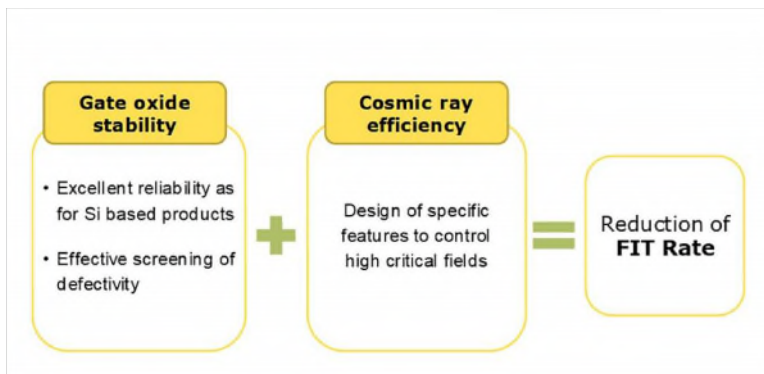 Gate oxide
stability
• Excellent reliability as
for Si based products
• Effective screening of
defectivity
+
Cosmic ray
efficiency
Design of specific
features to control
high critical fields
=
Reduction of
FIT Rate